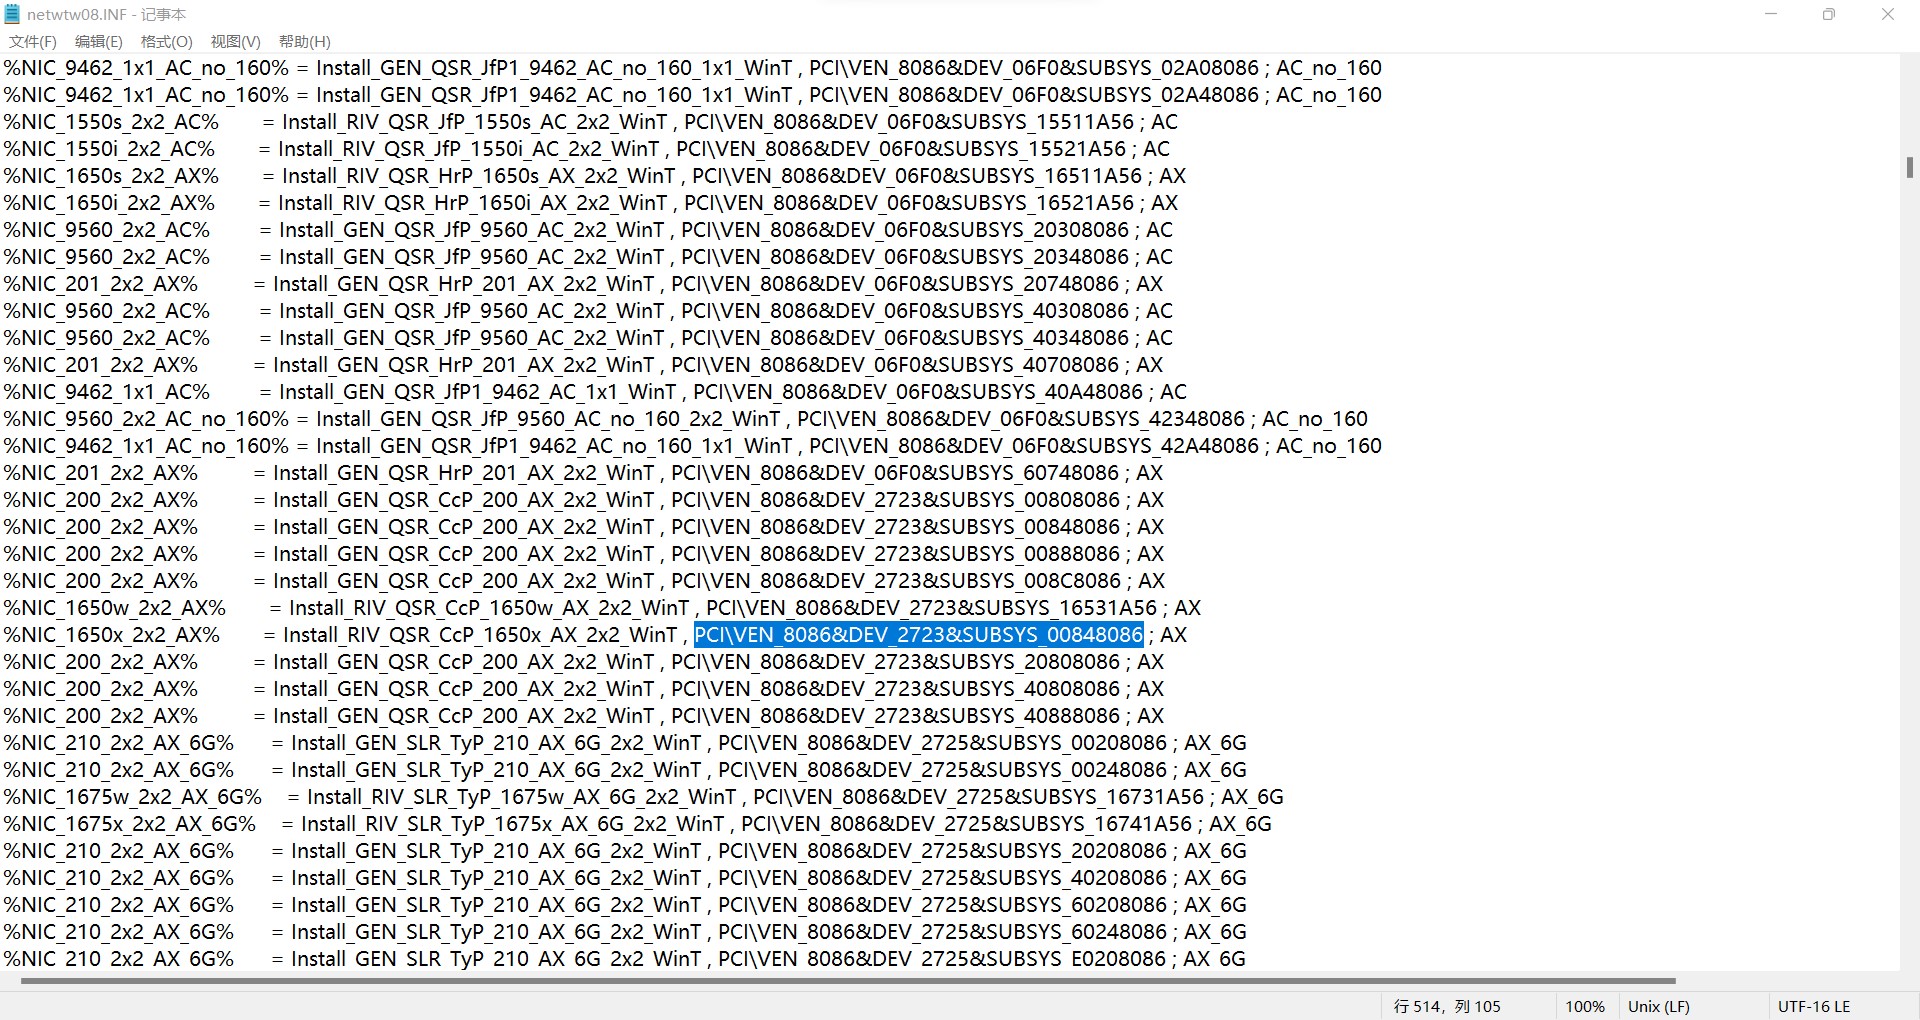 netwtw08.INF - 记事本
文件(F) 编辑(E) 格式(O) 视图(V) 帮助(H)
%NIC_9462_1x1_AC_no_160% = Install_GEN_QSR_JfP1_9462_AC_no_160_1x1_WinT , PCI\VEN_8086&DEV_06F0&SUBSYS_02A08086 ; AC_no_160
%NIC_9462_1x1_AC_no_160% = Install_GEN_QSR_JfP1_9462_AC_no_160_1x1_WinT , PCI\VEN_8086&DEV_06F0&SUBSYS_02A48086 ; AC_no_160
%NIC_1550s_2x2_AC% = Install_RIV_QSR_JfP_1550s_AC_2x2_WinT , PCI\VEN_8086&DEV_06F0&SUBSYS_15511A56 ; AC
%NIC_1550i_2x2_AC% = Install_RIV_QSR_JfP_1550i_AC_2x2_WinT , PCI\VEN_8086&DEV_06F0&SUBSYS_15521A56 ; AC
%NIC_1650s_2x2_AX% = Install_RIV_QSR_HrP_1650s_AX_2x2_WinT , PCI\VEN_8086&DEV_06F0&SUBSYS_16511A56 ; AX
%NIC_1650i_2x2_AX% = Install_RIV_QSR_HrP_1650i_AX_2x2_WinT , PCI\VEN_8086&DEV_06F0&SUBSYS_16521A56 ; AX
%NIC_9560_2x2_AC% = Install_GEN_QSR_JfP_9560_AC_2x2_WinT , PCI\VEN_8086&DEV_06F0&SUBSYS_20308086 ; AC
%NIC_9560_2x2_AC% = Install_GEN_QSR_JfP_9560_AC_2x2_WinT , PCI\VEN_8086&DEV_06F0&SUBSYS_20348086 ; AC
%NIC_201_2x2_AX% = Install_GEN_QSR_HrP_201_AX_2x2_WinT , PCI\VEN_8086&DEV_06F0&SUBSYS_20748086 ; AX
%NIC_9560_2x2_AC% = Install_GEN_QSR_JfP_9560_AC_2x2_WinT , PCI\VEN_8086&DEV_06F0&SUBSYS_40308086 ; AC
%NIC_9560_2x2_AC% = Install_GEN_QSR_JfP_9560_AC_2x2_WinT , PCI\VEN_8086&DEV_06F0&SUBSYS_40348086 ; AC
%NIC_201_2x2_AX% = Install_GEN_QSR_HrP_201_AX_2x2_WinT , PCI\VEN_8086&DEV_06F0&SUBSYS_40708086 ; AX
%NIC_9462_1x1_AC% = Install_GEN_QSR_JfP1_9462_AC_1x1_WinT , PCI\VEN_8086&DEV_06F0&SUBSYS_40A48086 ; AC
%NIC_9560_2x2_AC_no_160% = Install_GEN_QSR_JfP_9560_AC_no_160_2x2_WinT , PCI\VEN_8086&DEV_06F0&SUBSYS_42348086 ; AC_no_160
%NIC_9462_1x1_AC_no_160% = Install_GEN_QSR_JfP1_9462_AC_no_160_1x1_WinT , PCI\VEN_8086&DEV_06F0&SUBSYS_42A48086 ; AC_no_160
%NIC_201_2x2_AX% = Install_GEN_QSR_HrP_201_AX_2x2_WinT , PCI\VEN_8086&DEV_06F0&SUBSYS_60748086 ; AX
%NIC_200_2x2_AX% = Install_GEN_QSR_CcP_200_AX_2x2_WinT , PCI\VEN_8086&DEV_2723&SUBSYS_00808086 ; AX
%NIC_200_2x2_AX% = Install_GEN_QSR_CcP_200_AX_2x2_WinT , PCI\VEN_8086&DEV_2723&SUBSYS_00848086 ; AX
%NIC_200_2x2_AX% = Install_GEN_QSR_CcP_200_AX_2x2_WinT , PCI\VEN_8086&DEV_2723&SUBSYS_00888086 ; AX
%NIC_200_2x2_AX% = Install_GEN_QSR_CcP_200_AX_2x2_WinT , PCI\VEN_8086&DEV_2723&SUBSYS_008C8086 ; AX
%NIC_1650w_2x2_AX% = Install_RIV_QSR_CcP_1650w_AX_2x2_WinT , PCI\VEN_8086&DEV_2723&SUBSYS_16531A56 ; AX
%NIC_1650x_2x2_AX% = Install_RIV_QSR_CcP_1650x_AX_2x2_WinT , PCI\VEN_8086&DEV_2723&SUBSYS_00848086 ; AX
%NIC_200_2x2_AX% = Install_GEN_QSR_CcP_200_AX_2x2_WinT , PCI\VEN_8086&DEV_2723&SUBSYS_20808086 ; AX
%NIC_200_2x2_AX% = Install_GEN_QSR_CcP_200_AX_2x2_WinT , PCI\VEN_8086&DEV_2723&SUBSYS_40808086 ; AX
%NIC_200_2x2_AX% = Install_GEN_QSR_CcP_200_AX_2x2_WinT , PCI\VEN_8086&DEV_2723&SUBSYS_40888086 ; AX
%NIC_210_2x2_AX_6G% = Install_GEN_SLR_TyP_210_AX_6G_2x2_WinT , PCI\VEN_8086&DEV_2725&SUBSYS_00208086 ; AX_6G
%NIC_210_2x2_AX_6G% = Install_GEN_SLR_TyP_210_AX_6G_2x2_WinT , PCI\VEN_8086&DEV_2725&SUBSYS_00248086 ; AX_6G
%NIC_1675w_2x2_AX_6G% = Install_RIV_SLR_TyP_1675w_AX_6G_2x2_WinT , PCI\VEN_8086&DEV_2725&SUBSYS_16731A56 ; AX_6G
%NIC_1675x_2x2_AX_6G% = Install_RIV_SLR_TyP_1675x_AX_6G_2x2_WinT , PCI\VEN_8086&DEV_2725&SUBSYS_16741A56 ; AX_6G
%NIC_210_2x2_AX_6G% = Install_GEN_SLR_TyP_210_AX_6G_2x2_WinT , PCI\VEN_8086&DEV_2725&SUBSYS_20208086 ; AX_6G
%NIC_210_2x2_AX_6G% = Install_GEN_SLR_TyP_210_AX_6G_2x2_WinT , PCI\VEN_8086&DEV_2725&SUBSYS_40208086 ; AX_6G
%NIC_210_2x2_AX_6G% = Install_GEN_SLR_TyP_210_AX_6G_2x2_WinT , PCI\VEN_8086&DEV_2725&SUBSYS_60208086 ; AX_6G
%NIC_210_2x2_AX_6G% = Install_GEN_SLR_TyP_210_AX_6G_2x2_WinT , PCI\VEN_8086&DEV_2725&SUBSYS_60248086 ; AX_6G
%NIC_210_2x2_AX_6G% = Install_GEN_SLR_TyP_210_AX_6G_2x2_WinT , PCI\VEN_8086&DEV_2725&SUBSYS_E0208086 ; AX_6G
行 514，列 105 100% Unix (LF) UTF-16 LE